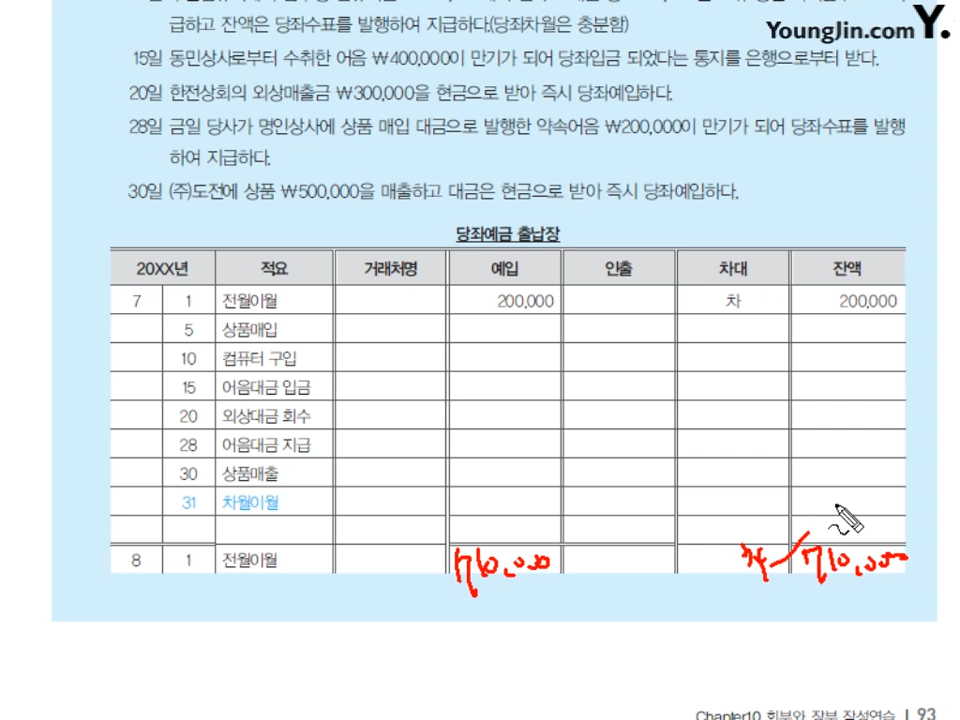 급하고 잔액은 당좌수표를 발행하여 지급하다.(당좌차월은 충분함)
YoungJin.com Y.
15일 동민상사로부터 수취한 어음 ₩400,000이 만기가 되어 당좌입금 되었다는 통지를 은행으로부터 받다.
20일 한전상회의 외상매출금 ₩300,000을 현금으로 받아 즉시 당좌예입하다.
28일 금일 당사가 명인상사에 상품 매입 대금으로 발행한 약속어음 ₩200,000이 만기가 되어 당좌수표를 발행
하여 지급하다.
30일 (주)도전에 상품 ₩500,000을 매출하고 대금은 현금으로 받아 즉시 당좌예입하다.
당좌예금 출납장
20XX년 적요 거래처명 예입 인출 차대 잔액
7 1 전월이월 200,000 차 200,000
5 상품매입
10 컴퓨터 구입
15 어음대금 입금
20 외상대금 회수
28 어음대금 지급
30 상품매출
31 차월이월
8 1 전월이월 710,000 차 710,000
Chapter10 회부와 장부 작성연습 | 93